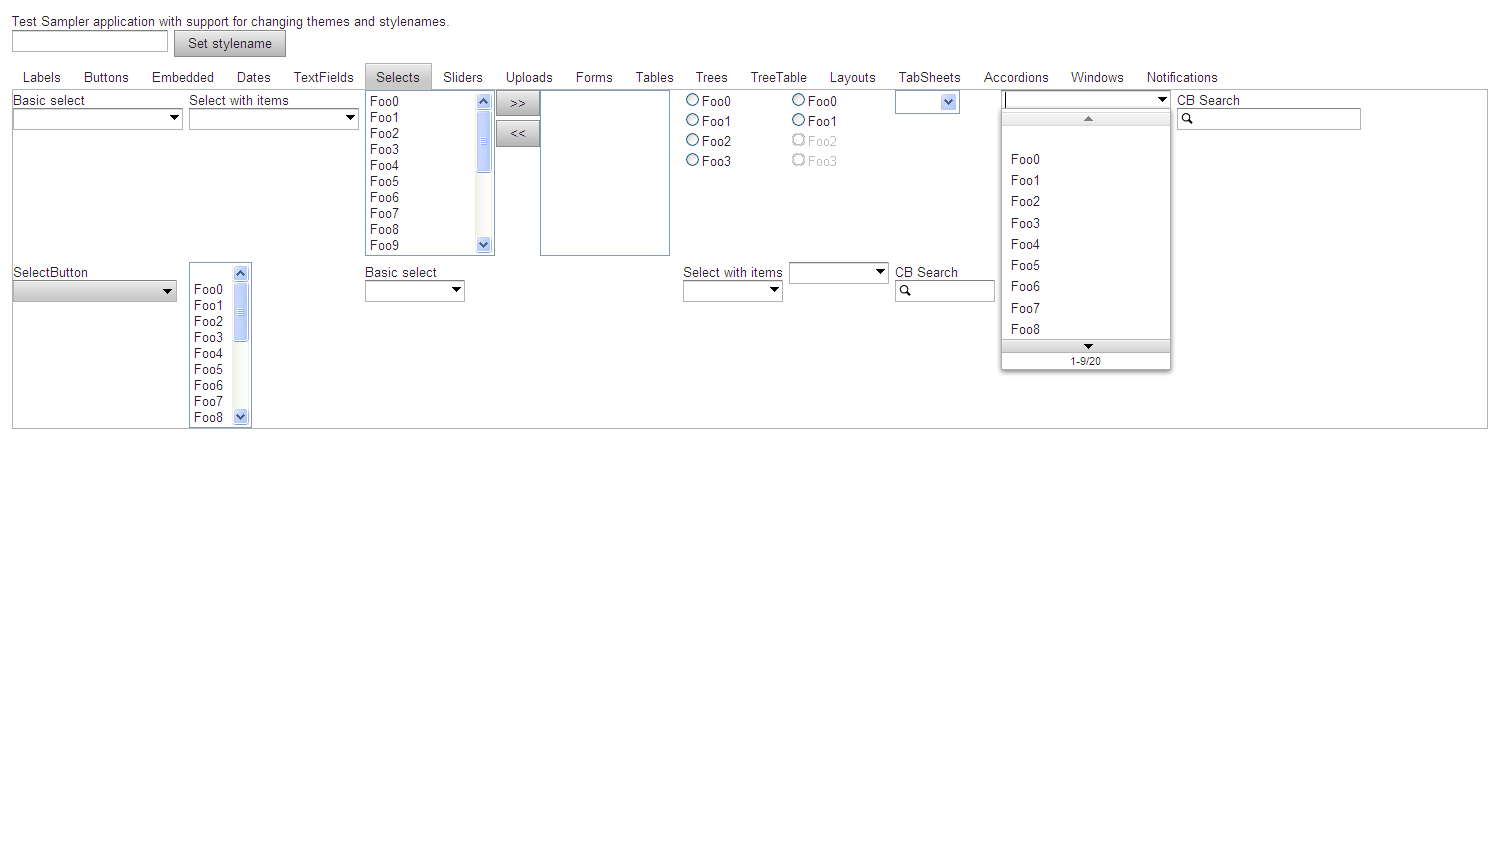 Test Sampler application with support for changing themes and stylenames.
Set stylename
Labels Buttons Embedded Dates TextFields Selects Sliders Uploads Forms Tables Trees TreeTable Layouts TabSheets Accordions Windows Notifications
Basic select
Select with items
Foo0
Foo1
Foo2
Foo3
Foo4
Foo5
Foo6
Foo7
Foo8
Foo9
>>
<<
Foo0
Foo1
Foo2
Foo3
Foo0
Foo1
Foo2
Foo3
Foo0
Foo1
Foo2
Foo3
Foo4
Foo5
Foo6
Foo7
Foo8
1-9/20
CB Search
SelectButton
Foo0
Foo1
Foo2
Foo3
Foo4
Foo5
Foo6
Foo7
Foo8
Basic select
Select with items
CB Search